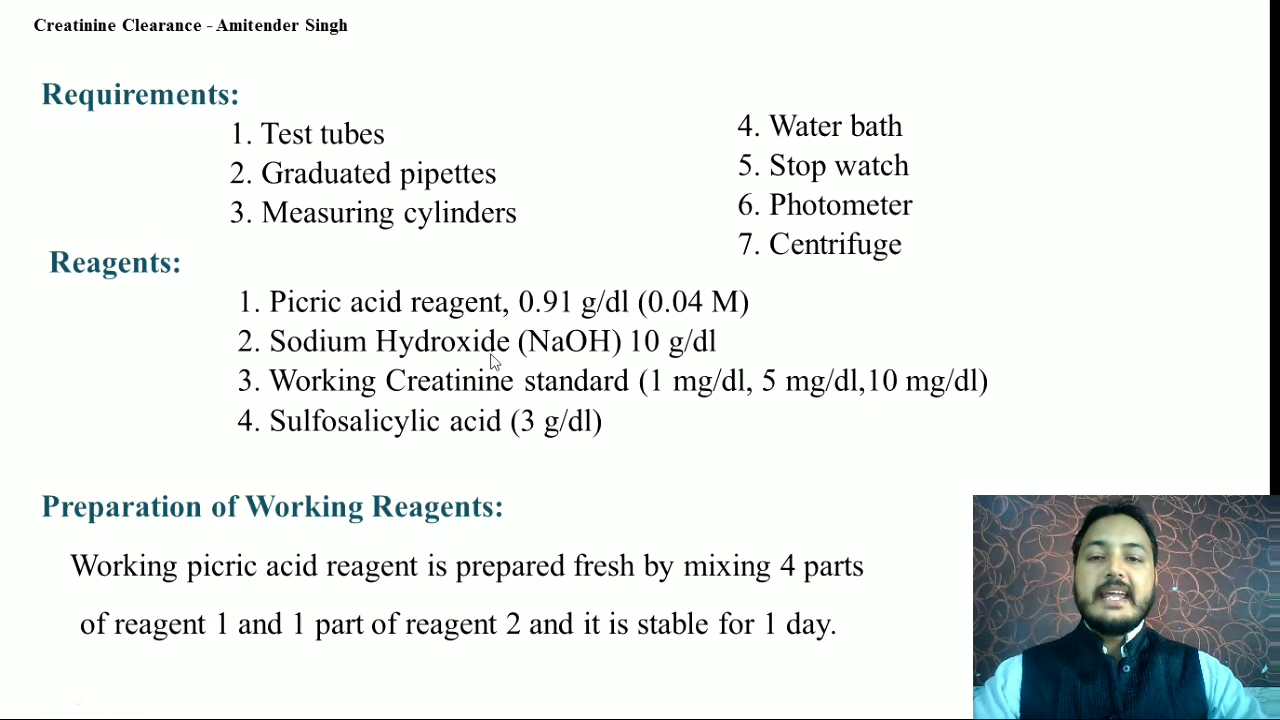 Creatinine Clearance - Amitender Singh
Requirements:
1. Test tubes
2. Graduated pipettes
3. Measuring cylinders
4. Water bath
5. Stop watch
6. Photometer
7. Centrifuge
Reagents:
1. Picric acid reagent, 0.91 g/dl (0.04 M)
2. Sodium Hydroxide (NaOH) 10 g/dl
3. Working Creatinine standard (1 mg/dl, 5 mg/dl,10 mg/dl)
4. Sulfosalicylic acid (3 g/dl)
Preparation of Working Reagents:
Working picric acid reagent is prepared fresh by mixing 4 parts
of reagent 1 and 1 part of reagent 2 and it is stable for 1 day.